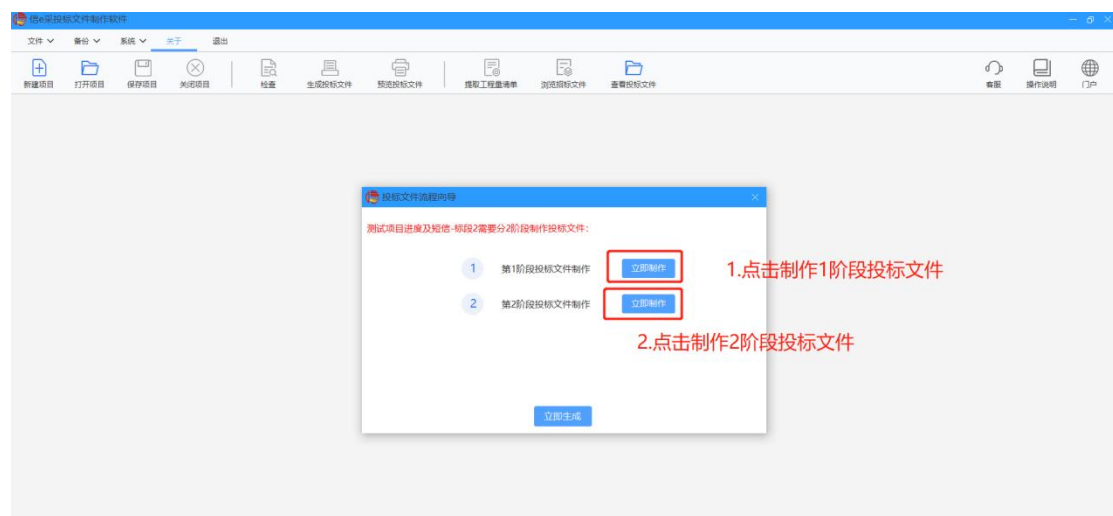 信e采投标文件制作软件
文件 备份 系统 关于 退出
新建项目 打开项目 保存项目 关闭项目 检查 生成投标文件 预览投标文件 提取工程量清单 浏览招标文件 查看投标文件 客服 操作说明 门户
投标文件流程向导
测试项目进度及短信-标段2需要分2阶段制作投标文件：
1 第1阶段投标文件制作 立即制作 1.点击制作1阶段投标文件
2 第2阶段投标文件制作 立即制作
2.点击制作2阶段投标文件
立即生成